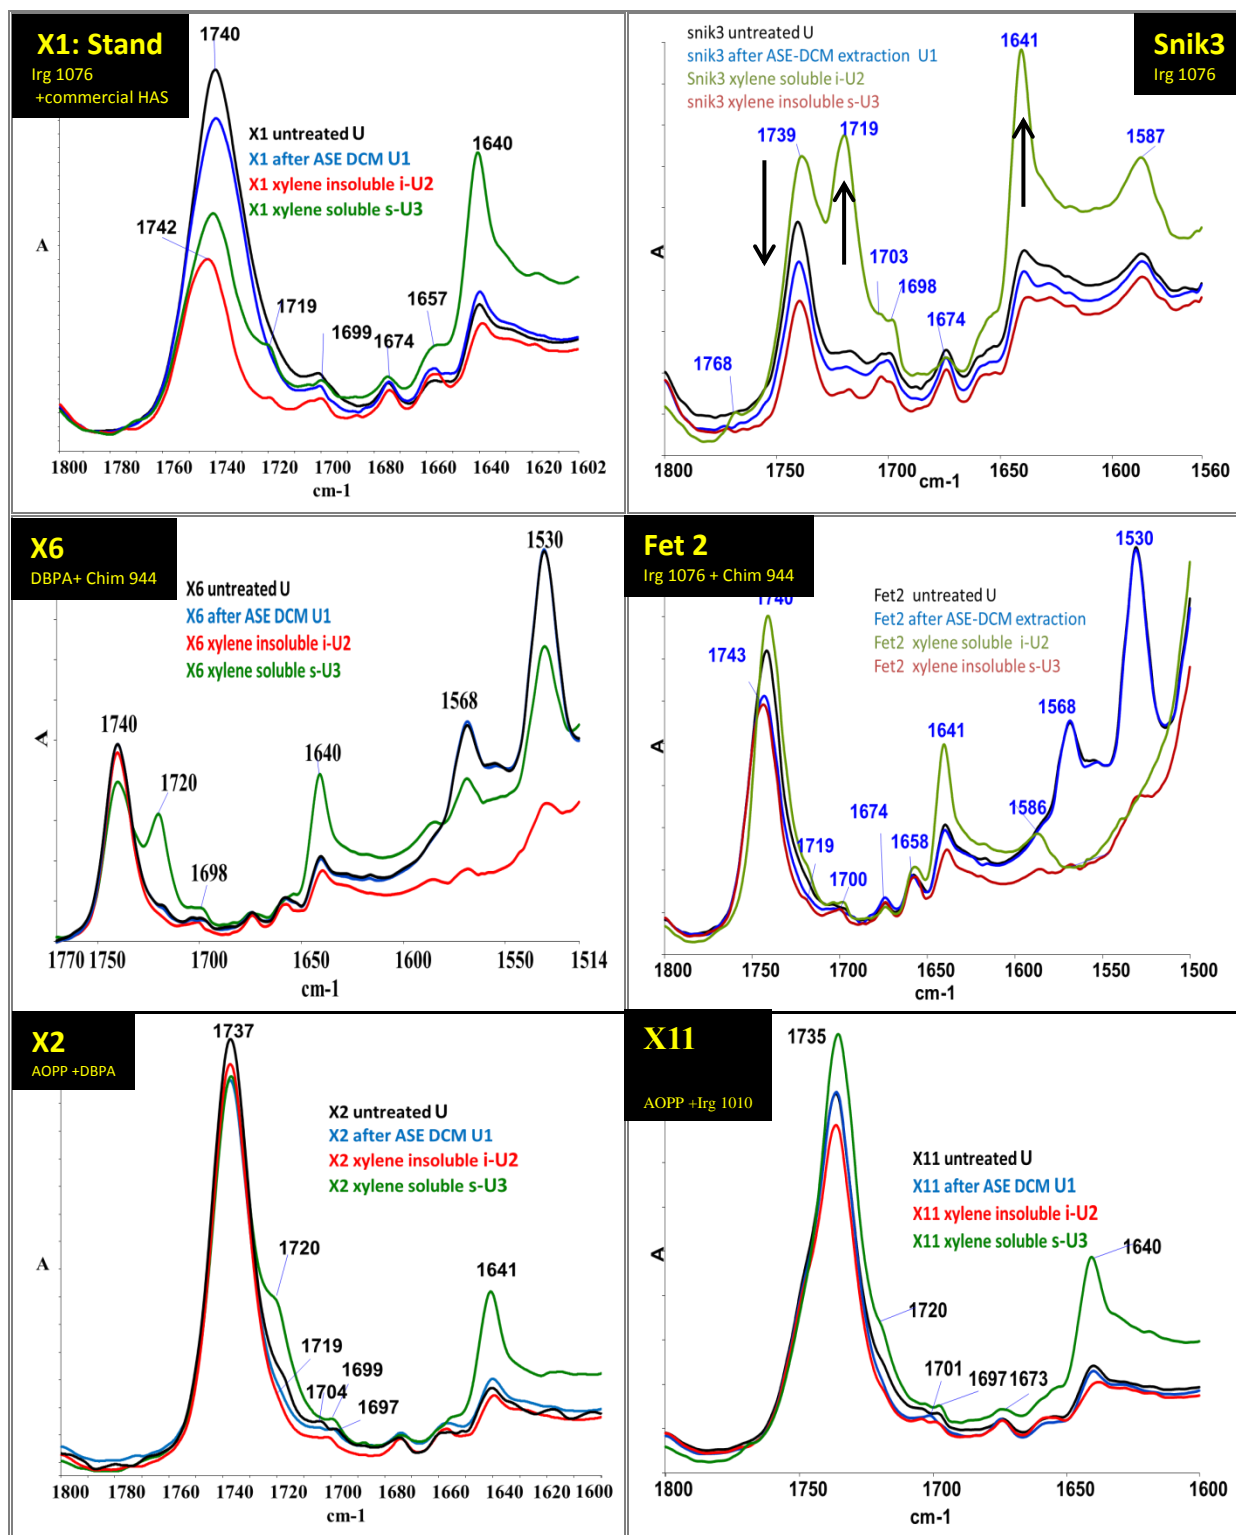 X1: Stand
Irg 1076
+commercial HAS
1740
X1 untreated U
X1 after ASE DCM U1
X1 xylene insoluble i-U2
X1 xylene soluble s-U3
1640
1742
1719
1699
1674
1657
A
1800 1780 1760 1740 1720 1700 1680 1660 1640 1620 1602
cm-1
snik3 untreated U
snik3 after ASE-DCM extraction U1
Snik3 xylene soluble i-U2
snik3 xylene insoluble s-U3
Snik3
Irg 1076
1641
1739
1719
1587
1703
1698
1674
1768
A
1800 1750 1700 1650 1600 1560
cm-1
X6
DBPA+ Chim 944
X6 untreated U
X6 after ASE DCM U1
X6 xylene insoluble i-U2
X6 xylene soluble s-U3
1530
1568
1740
1720
1640
1698
A
1770 1750 1700 1650 1600 1550 1514
cm-1
Fet 2
Irg 1076 + Chim 944
1740
Fet2 untreated U
Fet2 after ASE-DCM extraction
Fet2 xylene soluble i-U2
Fet2 xylene insoluble s-U3
1530
1743
1568
1641
1674
1586
1719
1658
1700
A
1800 1750 1700 1650 1600 1550 1500
cm-1
X2
AOPP +DBPA
1737
X2 untreated U
X2 after ASE DCM U1
X2 xylene insoluble i-U2
X2 xylene soluble s-U3
1720
1641
1719
1699
1704
1697
A
1800 1780 1760 1740 1720 1700 1680 1660 1640 1620 1600
cm-1
X11
AOPP +Irg 1010
1735
X11 untreated U
X11 after ASE DCM U1
X11 xylene insoluble i-U2
X11 xylene soluble s-U3
1640
1720
1701
1697
1673
A
1800 1750 1700 1640 1600
cm-1